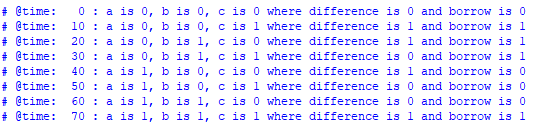 # @time:  0 : a is 0, b is 0, c is 0 where difference is 0 and borrow is 0
# @time:  10 : a is 0, b is 0, c is 1 where difference is 1 and borrow is 1
# @time:  20 : a is 0, b is 1, c is 0 where difference is 1 and borrow is 1
# @time:  30 : a is 0, b is 1, c is 1 where difference is 0 and borrow is 1
# @time:  40 : a is 1, b is 0, c is 0 where difference is 1 and borrow is 0
# @time:  50 : a is 1, b is 0, c is 1 where difference is 0 and borrow is 0
# @time:  60 : a is 1, b is 1, c is 0 where difference is 0 and borrow is 0
# @time:  70 : a is 1, b is 1, c is 1 where difference is 1 and borrow is 1